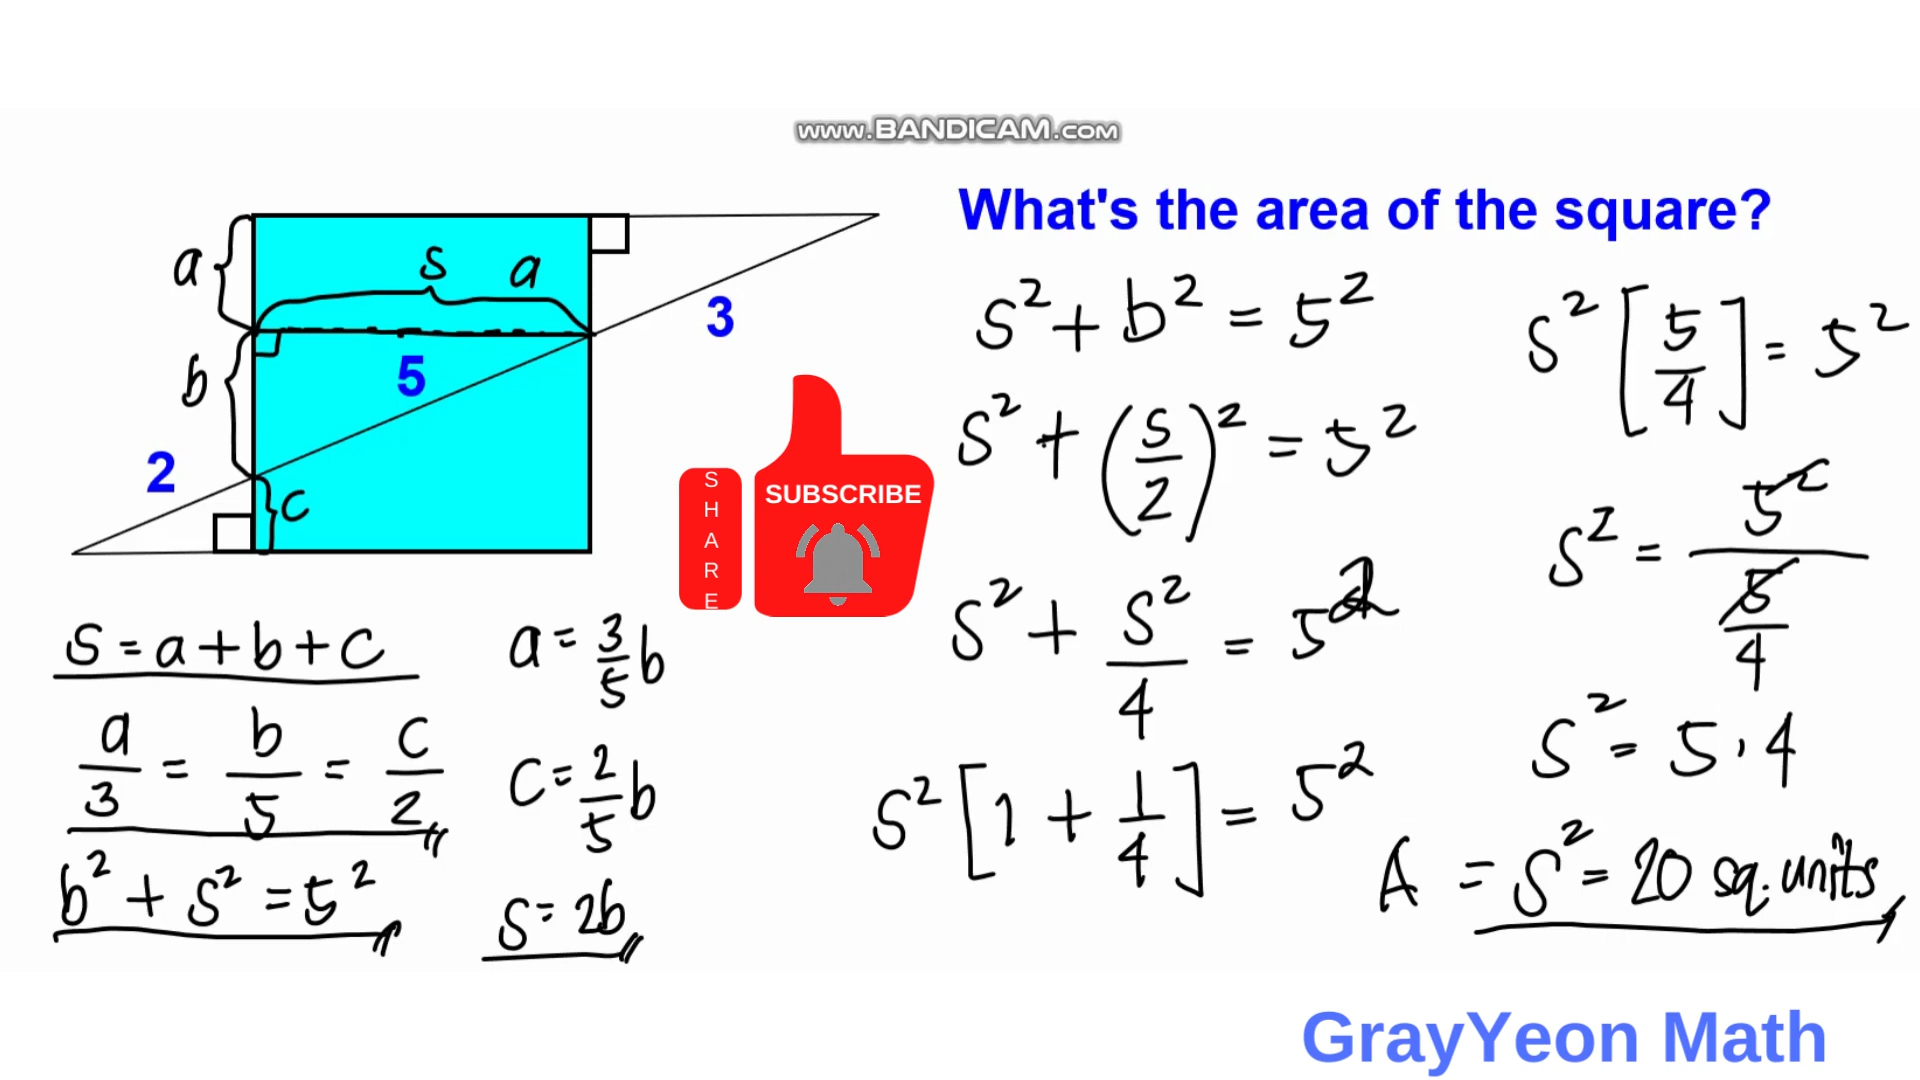 www.BANDICAM.com
What's the area of the square?
a
s a
b
5
3
2
c
S
H
A
R
E
SUBSCRIBE
s = a + b + c
a/3 = b/5 = c/2
b² + s² = 5²
a = 3/5 b
c = 2/5 b
s = 2b
s² + b² = 5²
s² + (s/2)² = 5²
s² + s²/4 = 5²
s² [1 + 1/4] = 5²
s² [5/4] = 5²
s² = 5² / (5/4)
s² = 5 · 4
A = s² = 20 sq. units
GrayYeon Math